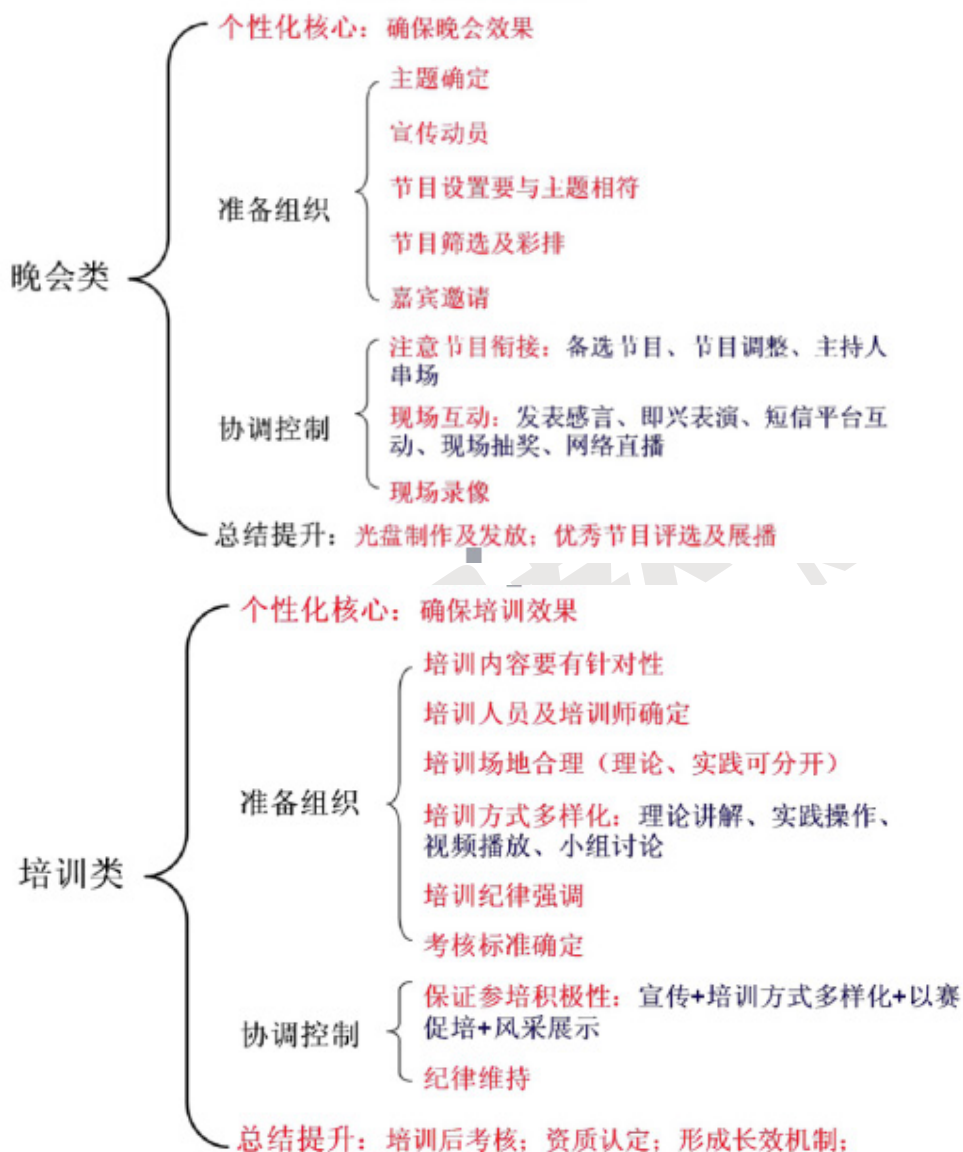 个性化核心：确保晚会效果
主题确定
宣传动员
节目设置要与主题相符
准备组织
节目筛选及彩排
晚会类
嘉宾邀请
注意节目衔接：备选节目、节目调整、主持人
串场
现场互动：发表感言、即兴表演、短信平台互
动、现场抽奖、网络直播
协调控制
现场录像
总结提升：光盘制作及发放；优秀节目评选及展播
个性化核心：确保培训效果
培训内容要有针对性
培训人员及培训师确定
培训场地合理（理论、实践可分开）
准备组织
培训方式多样化：理论讲解、实践操作、
视频播放、小组讨论
培训类
培训纪律强调
考核标准确定
保证参培积极性：宣传+培训方式多样化+以赛
促培+风采展示
协调控制
纪律维持
总结提升：培训后考核；资质认定；形成长效机制；